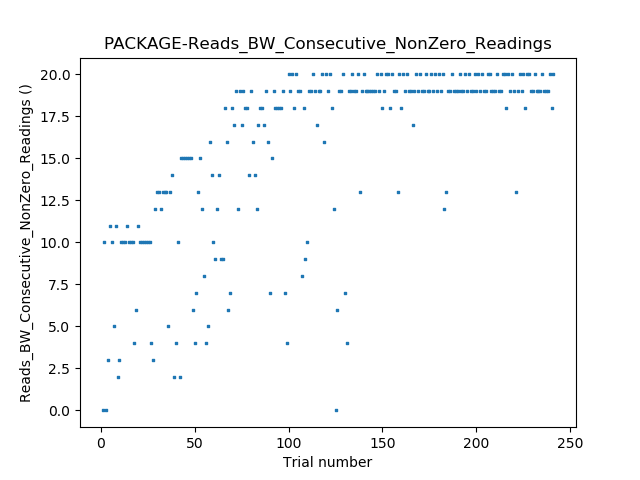 PACKAGE-Reads_BW_Consecutive_NonZero_Readings
Reads_BW_Consecutive_NonZero_Readings ()
20.0
17.5
15.0
12.5
10.0
7.5
5.0
2.5
0.0
0 50 100 150 200 250
Trial number